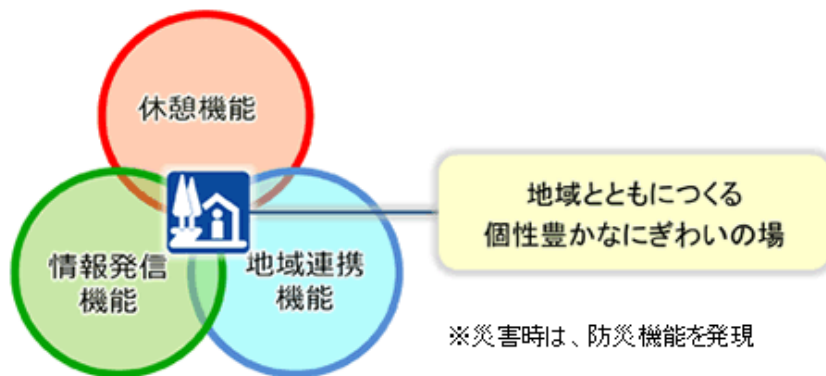 休憩機能
情報発信
機能
地域連携
機能
地域とともにつくる
個性豊かなにぎわいの場
※災害時は、防災機能を発現